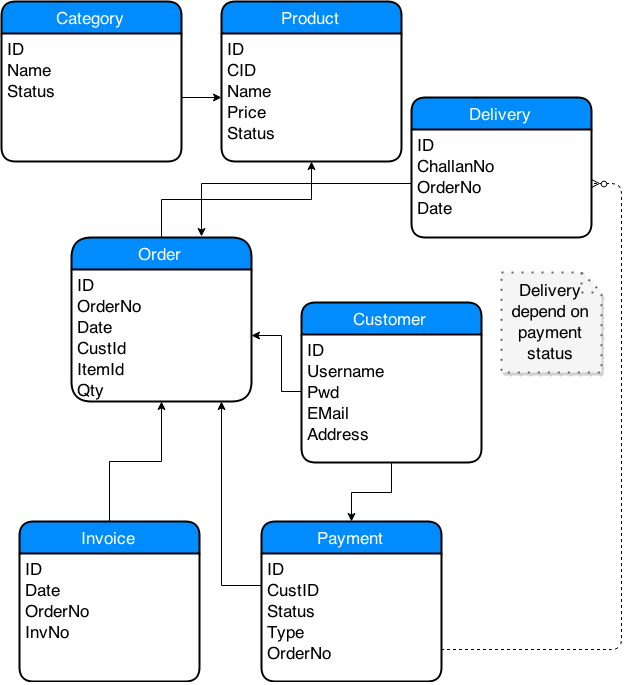 Category
ID
Name
Status
Product
ID
CID
Name
Price
Status
Delivery
ID
ChallanNo
OrderNo
Date
Order
ID
OrderNo
Date
CustId
ItemId
Qty
Customer
ID
Username
Pwd
EMail
Address
Delivery
depend on
payment
status
Invoice
ID
Date
OrderNo
InvNo
Payment
ID
CustID
Status
Type
OrderNo